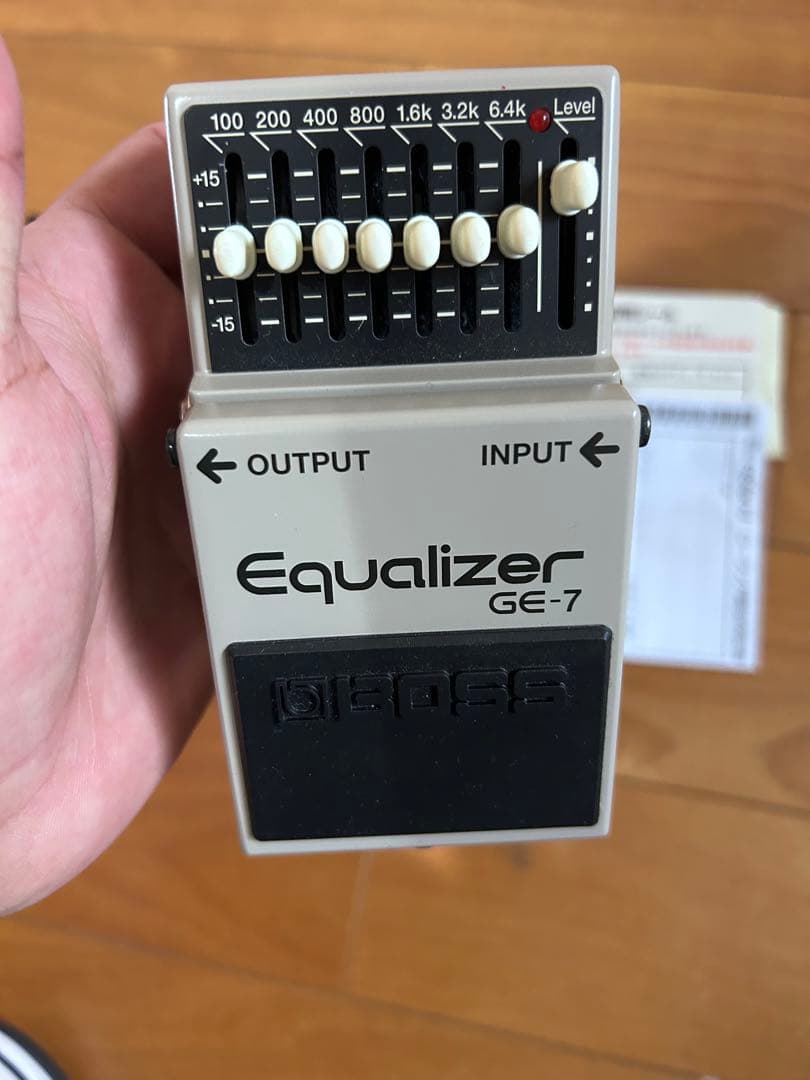 100 200 400 800 1.6k 3.2k 6.4k Level
+15
-15
← OUTPUT INPUT ←
Equalizer
GE-7
BOSS